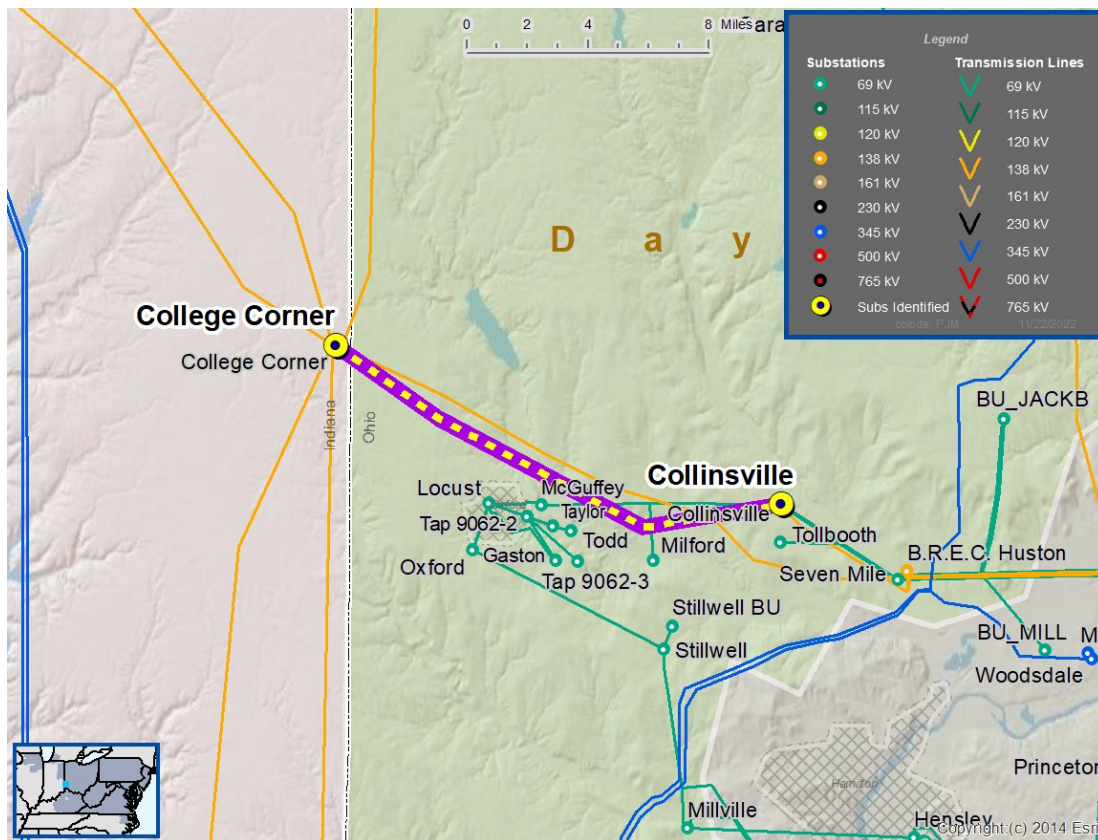 0 2 4 8 Miles
Sara
Legend
Substations
Transmission Lines
69 kV
69 kV
115 kV
115 kV
120 kV
120 kV
138 kV
138 kV
161 kV
161 kV
230 kV
230 kV
345 kV
345 kV
500 kV
500 kV
765 kV
765 kV
Subs Identified
colode, PJM
11/22/2022
D a y
College Corner
College Corner
Indiana
Ohio
BU_JACKB
Collinsville
Locust
McGuffey
Oxford
Collinsville
Tap 9062-2
Taylor
Tollbooth
Todd
Gaston
Milford
B.R.E.C. Huston
Oxford
Tap 9062-3
Seven Mile
Stillwell BU
BU_MILL
M
Stillwell
Woodsdale
Hamilton
Princeton
Millville
Hensley
Copyright:(c) 2014 Esri